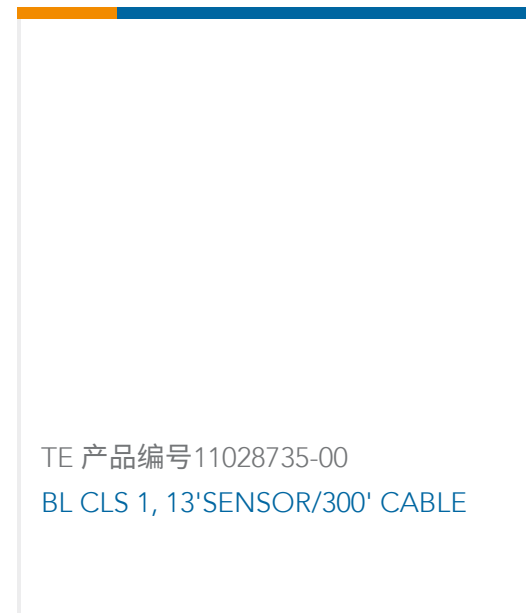 TE 产品编号11028735-00
BL CLS 1, 13'SENSOR/300' CABLE